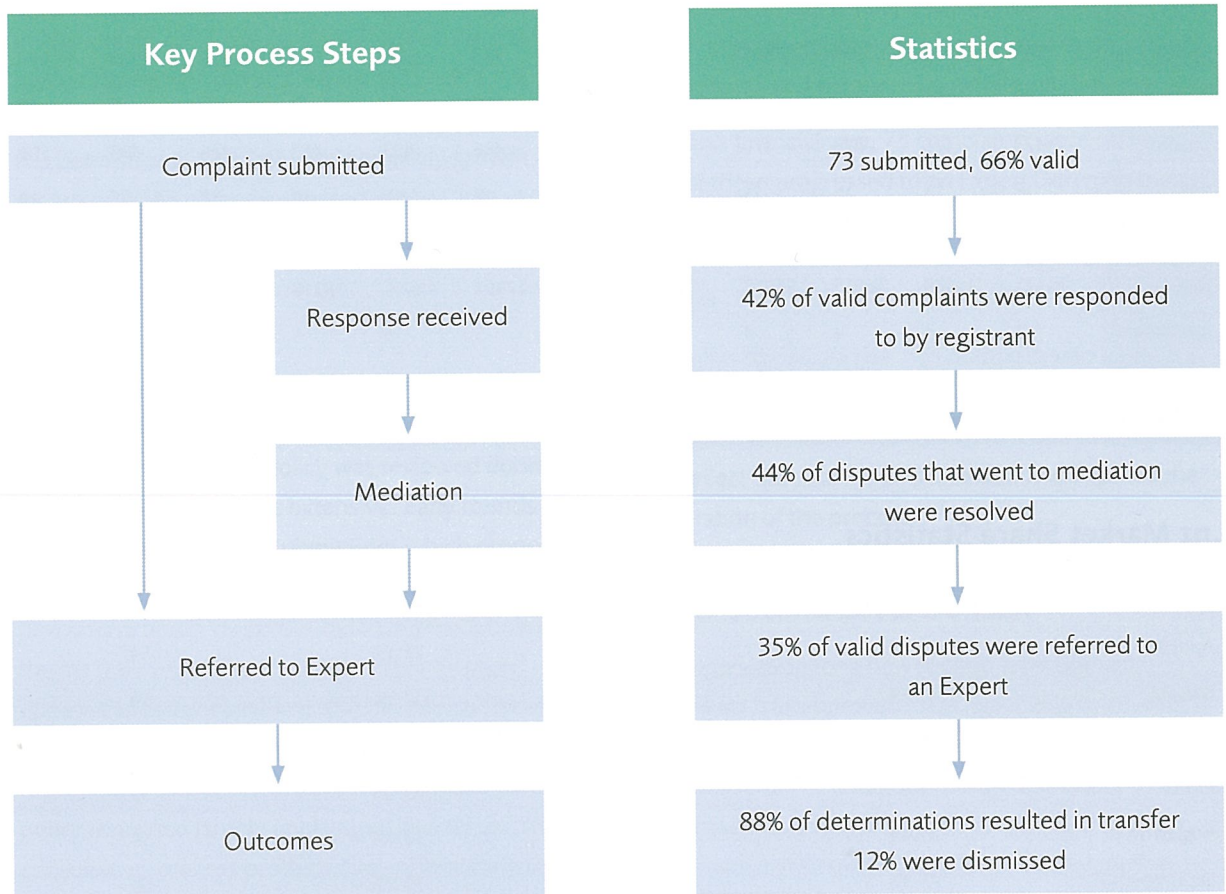 Key Process Steps
Complaint submitted
Response received
Mediation
Referred to Expert
Outcomes
Statistics
73 submitted, 66% valid
42% of valid complaints were responded
to by registrant
44% of disputes that went to mediation
were resolved
35% of valid disputes were referred to
an Expert
88% of determinations resulted in transfer
12% were dismissed